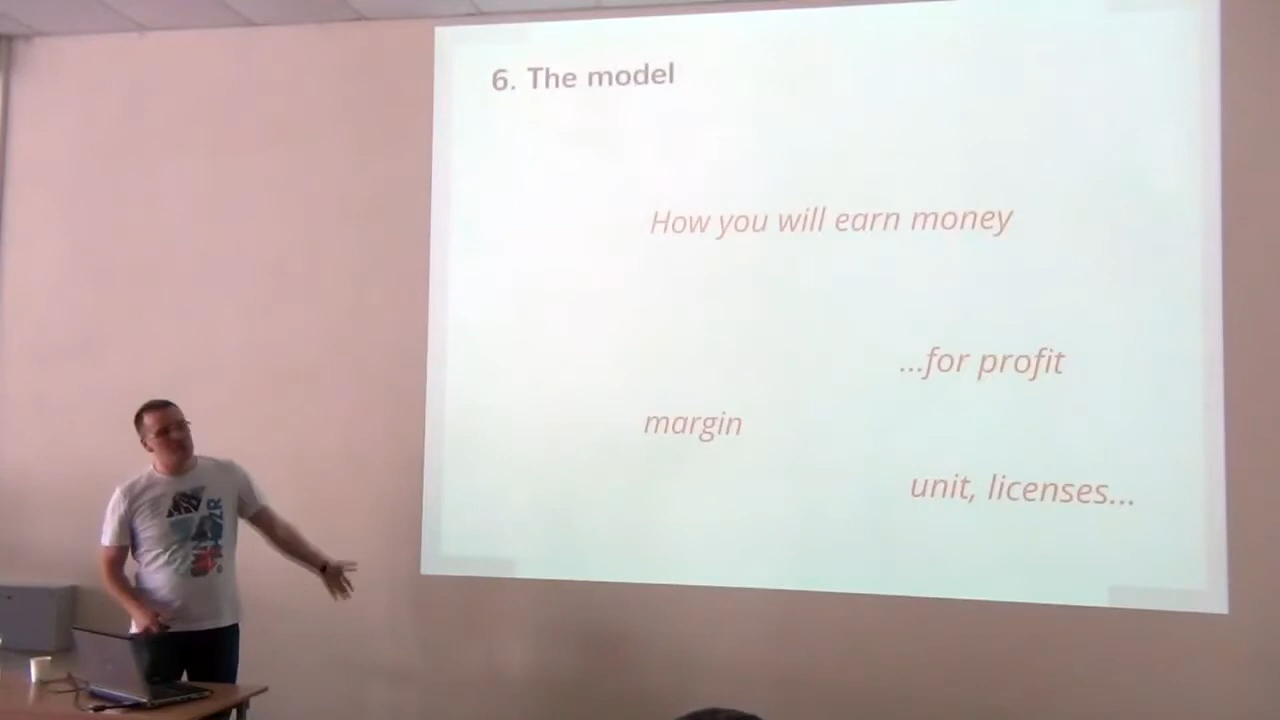 6. The model
How you will earn money
...for profit
margin
unit, licenses...